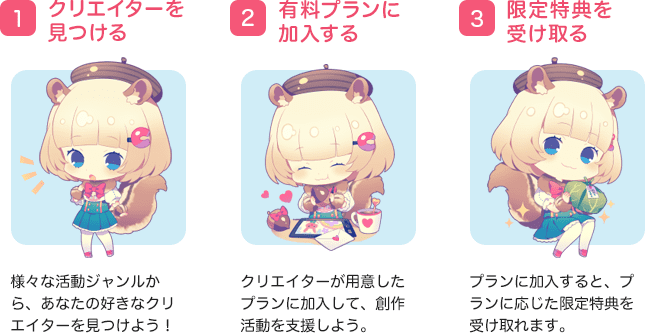 1
クリエイターを
見つける
様々な活動ジャンルか
ら、あなたの好きなクリ
エイターを見つけよう！
2
有料プランに
加入する
クリエイターが用意した
プランに加入して、創作
活動を支援しよう。
3
限定特典を
受け取る
プランに加入すると、プ
ランに応じた限定特典を
受け取れます。